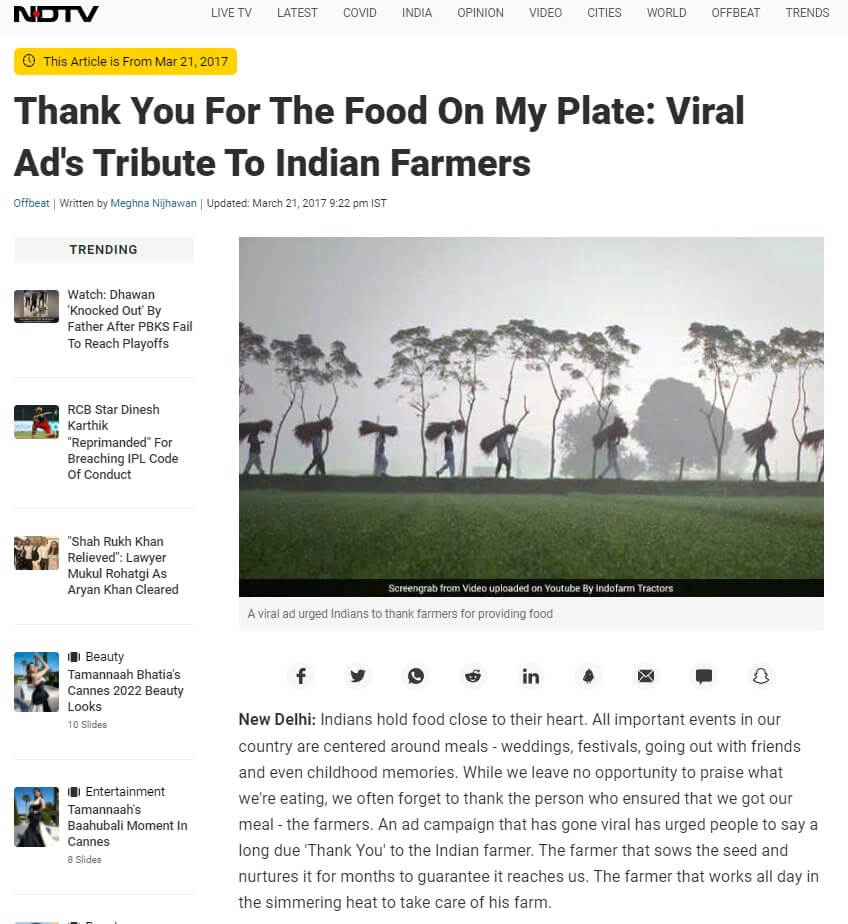 NDTV
LIVE TV LATEST COVID INDIA OPINION VIDEO CITIES WORLD OFFBEAT TRENDS
This Article is From Mar 21, 2017
Thank You For The Food On My Plate: Viral
Ad's Tribute To Indian Farmers
Offbeat | Written by Meghna Nijhawan | Updated: March 21, 2017 9:22 pm IST
TRENDING
Watch: Dhawan
'Knocked Out' By
Father After PBKS Fail
To Reach Playoffs
RCB Star Dinesh
Karthik
"Reprimanded" For
Breaching IPL Code
Of Conduct
"Shah Rukh Khan
Relieved": Lawyer
Mukul Rohatgi As
Aryan Khan Cleared
Beauty
Tamannaah Bhatia's
Cannes 2022 Beauty
Looks
10 Slides
Entertainment
Tamannaah's
Baahubali Moment In
Cannes
8 Slides
Screengrab from Video uploaded on Youtube By Indofarm Tractors
A viral ad urged Indians to thank farmers for providing food
New Delhi: Indians hold food close to their heart. All important events in our
country are centered around meals - weddings, festivals, going out with friends
and even childhood memories. While we leave no opportunity to praise what
we're eating, we often forget to thank the person who ensured that we got our
meal - the farmers. An ad campaign that has gone viral has urged people to say a
long due 'Thank You' to the Indian farmer. The farmer that sows the seed and
nurtures it for months to guarantee it reaches us. The farmer that works all day in
the simmering heat to take care of his farm.